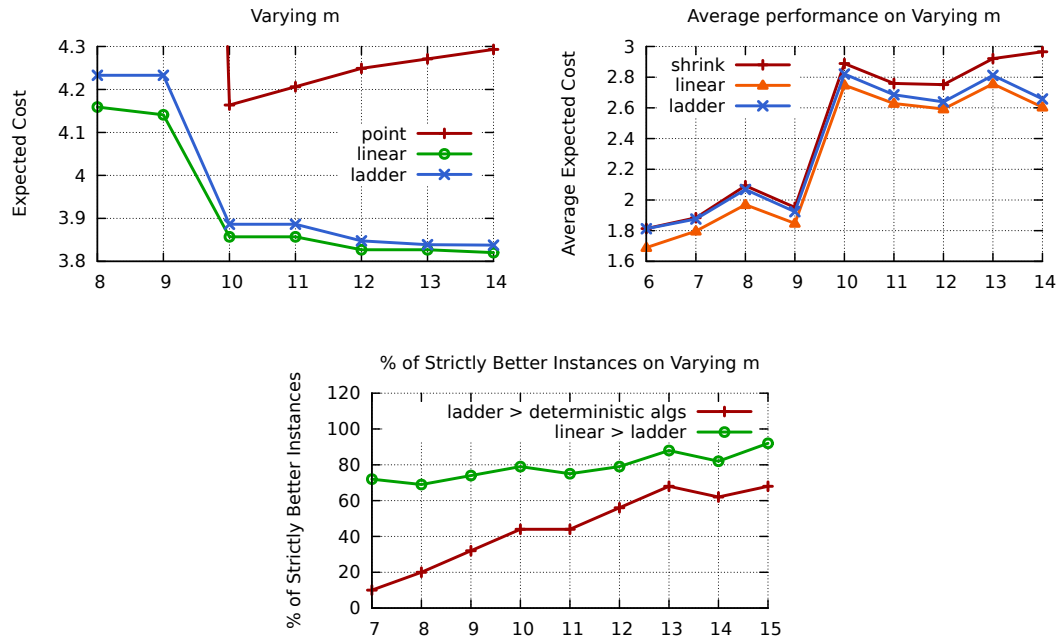 Varying m
Expected Cost
4.3
4.2
4.1
4
3.9
3.8
point
linear
ladder
8 9 10 11 12 13 14
Average performance on Varying m
Average Expected Cost
3
2.8
2.6
2.4
2.2
2
1.8
1.6
shrink
linear
ladder
6 7 8 9 10 11 12 13 14
% of Strictly Better Instances on Varying m
% of Strictly Better Instances
120
100
80
60
40
20
0
ladder > deterministic algs
linear > ladder
7 8 9 10 11 12 13 14 15